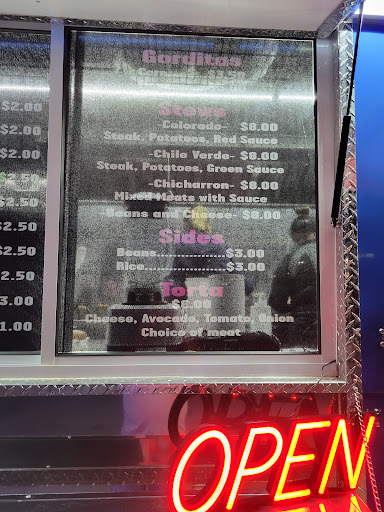 $2.00
$2.00
$2.00
$2.50
$2.50
$2.50
$2.50
2.50
3.00
1.00
Gorditas
Stews
-Colorado- $8.00
Steak, Potatoes, Red Sauce
-Chile Verde- $8.00
Steak, Potatoes, Green Sauce
-Chicharron- $8.00
Mixed Meats with Sauce
-Beans and Cheese- $8.00
Sides
Beans.................$3.00
Rice....................$3.00
Torta
Cheese, Avocado, Tomato, Onion
Choice of meat
OPEN